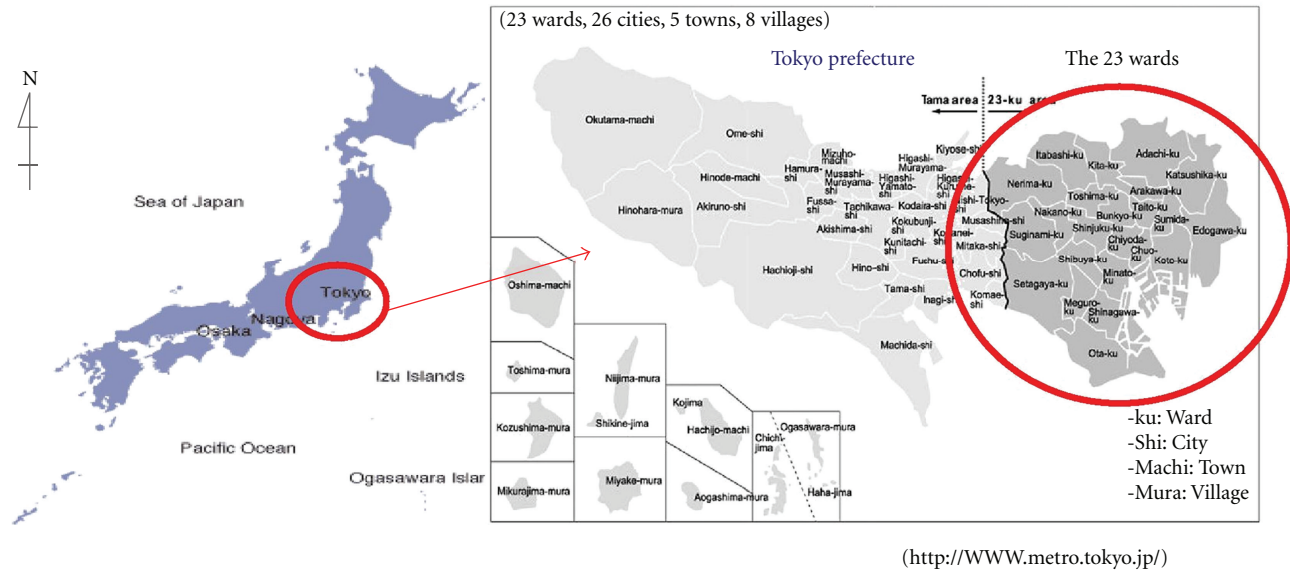 (23 wards, 26 cities, 5 towns, 8 villages)
N
Sea of Japan
Tokyo
Nagoya
Osaka
Izu Islands
Pacific Ocean
Ogasawara Islar
Tokyo prefecture
The 23 wards
Tama area
23-ku area
Okutama-machi
Ome-shi
Hinode-machi
Hinohara-mura
Akiruno-shi
Mizuho-
machi
Hamura-
shi
Musashi-
Murayama-
shi
Fussa-
shi
Higashi-
Murayama-
Kiyose-shi
Higashi-
Yamato-
shi
Tachikawa-
shi
Kodaira-shi
Akishima-shi
Kokubunji-
shi
Kunitachi-
shi
Musashino-shi
Mitaka-shi
Hachioji-shi
Hino-shi
Fuchu-shi
Chofu-shi
Tama-shi
Inagi-shi
Komae-
shi
Machida-shi
Itabashi-ku
Kita-ku
Adachi-ku
Katsushika-ku
Nerima-ku
Toshima-ku
Arakawa-ku
Taito-ku
Nakano-ku
Bunkyo-ku
Sumida-
ku
Suginami-ku
Shinjuku-ku
Edogawa-ku
Chiyoda-
ku
Chuo-
ku
Koto-ku
Shibuya-ku
Minato-
ku
Setagaya-ku
Meguro-
ku
Shinagawa-
ku
Ota-ku
Oshima-machi
Toshima-mura
Niijima-mura
Shikine-jima
Kozushima-mura
Mikurajima-mura
Miyake-mura
Kojima
Hachijo-machi
Aogashima-mura
Chichi-
jima
Ogasawara-mura
Haha-jima
-ku: Ward
-Shi: City
-Machi: Town
-Mura: Village
(http://WWW.metro.tokyo.jp/)